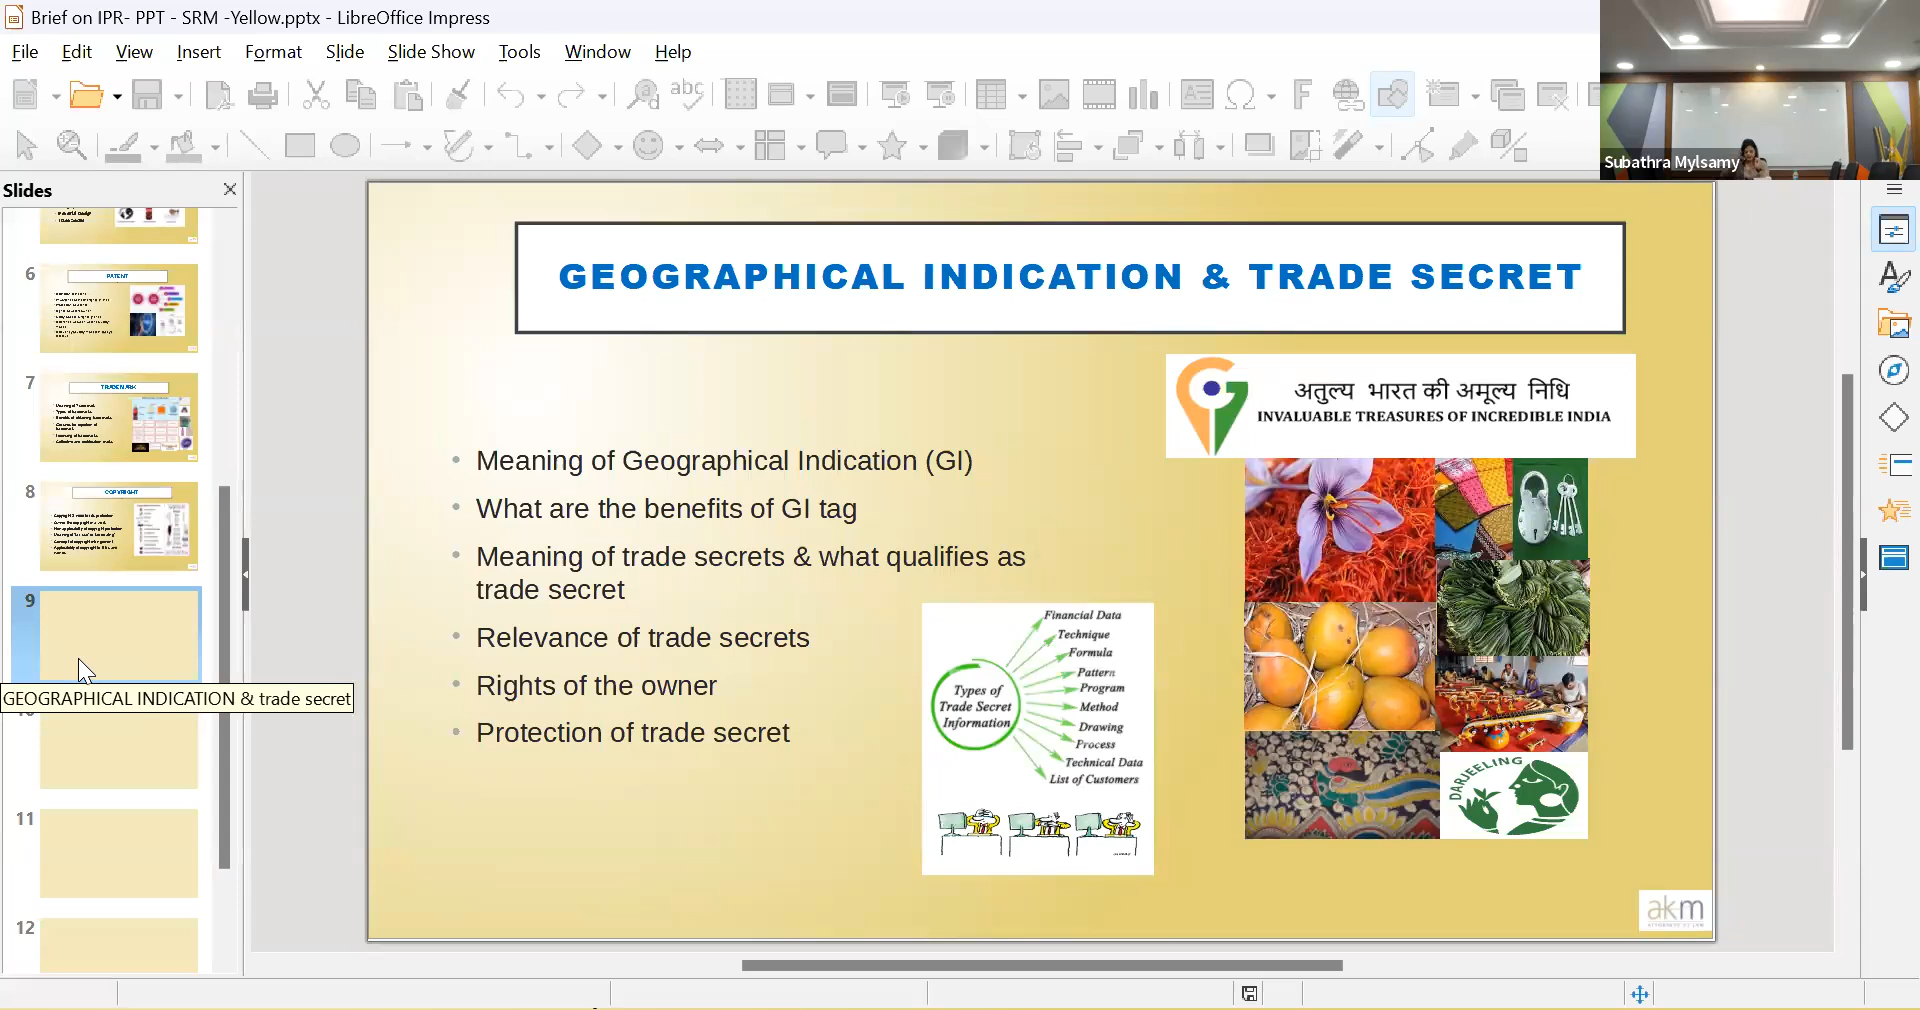 Brief on IPR- PPT - SRM -Yellow.pptx - LibreOffice Impress
File Edit View Insert Format Slide Slide Show Tools Window Help
Subathra Mylsamy
Slides
6
PATENT
7
TRADEMARK
8
COPYRIGHT
9
GEOGRAPHICAL INDICATION & trade secret
11
12
GEOGRAPHICAL INDICATION & TRADE SECRET
अतुल्य भारत की अमूल्य निधि
INVALUABLE TREASURES OF INCREDIBLE INDIA
• Meaning of Geographical Indication (GI)
• What are the benefits of GI tag
• Meaning of trade secrets & what qualifies as
trade secret
• Relevance of trade secrets
• Rights of the owner
• Protection of trade secret
Types of
Trade Secret
Information
Financial Data
Technique
Formula
Pattern
Program
Method
Drawing
Process
Technical Data
List of Customers
DARJEELING
akm